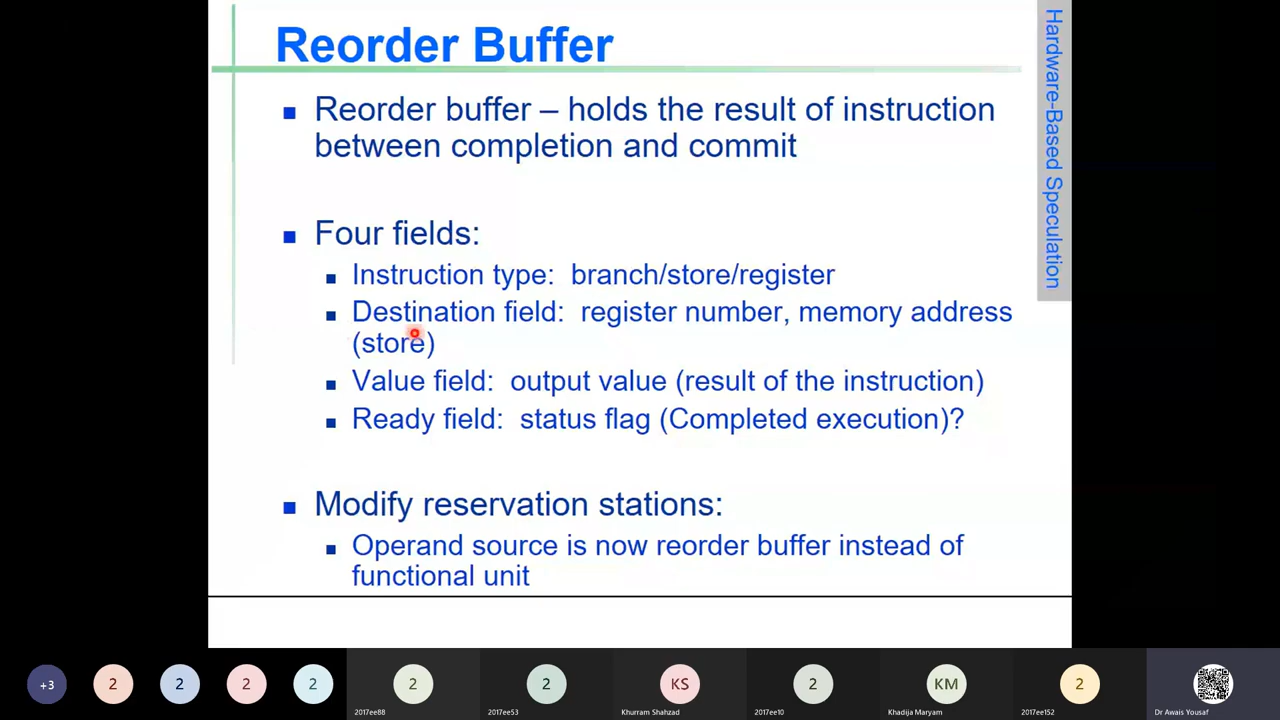 Reorder Buffer
Hardware-Based Speculation
■ Reorder buffer – holds the result of instruction
between completion and commit
■ Four fields:
■ Instruction type: branch/store/register
■ Destination field: register number, memory address
(store)
■ Value field: output value (result of the instruction)
■ Ready field: status flag (Completed execution)?
■ Modify reservation stations:
■ Operand source is now reorder buffer instead of
functional unit
+3
2
2
2
2
2
2017ee88
2
2017ee53
KS
Khurram Shahzad
2
2017ee10
KM
Khadija Maryam
2
2017ee152
Dr Awais Yousaf